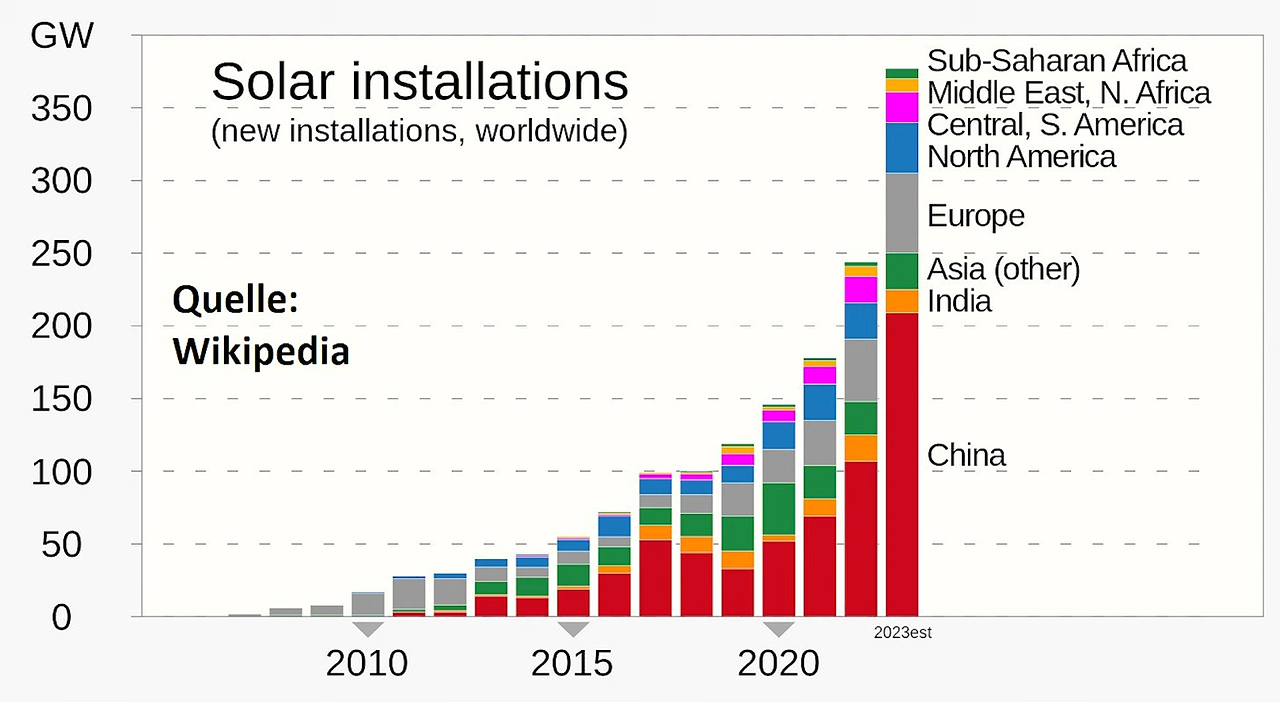 GW
Solar installations
(new installations, worldwide)
350
300
250
200
150
100
50
0
Quelle:
Wikipedia
Sub-Saharan Africa
Middle East, N. Africa
Central, S. America
North America
Europe
Asia (other)
India
China
2010
2015
2020
2023est